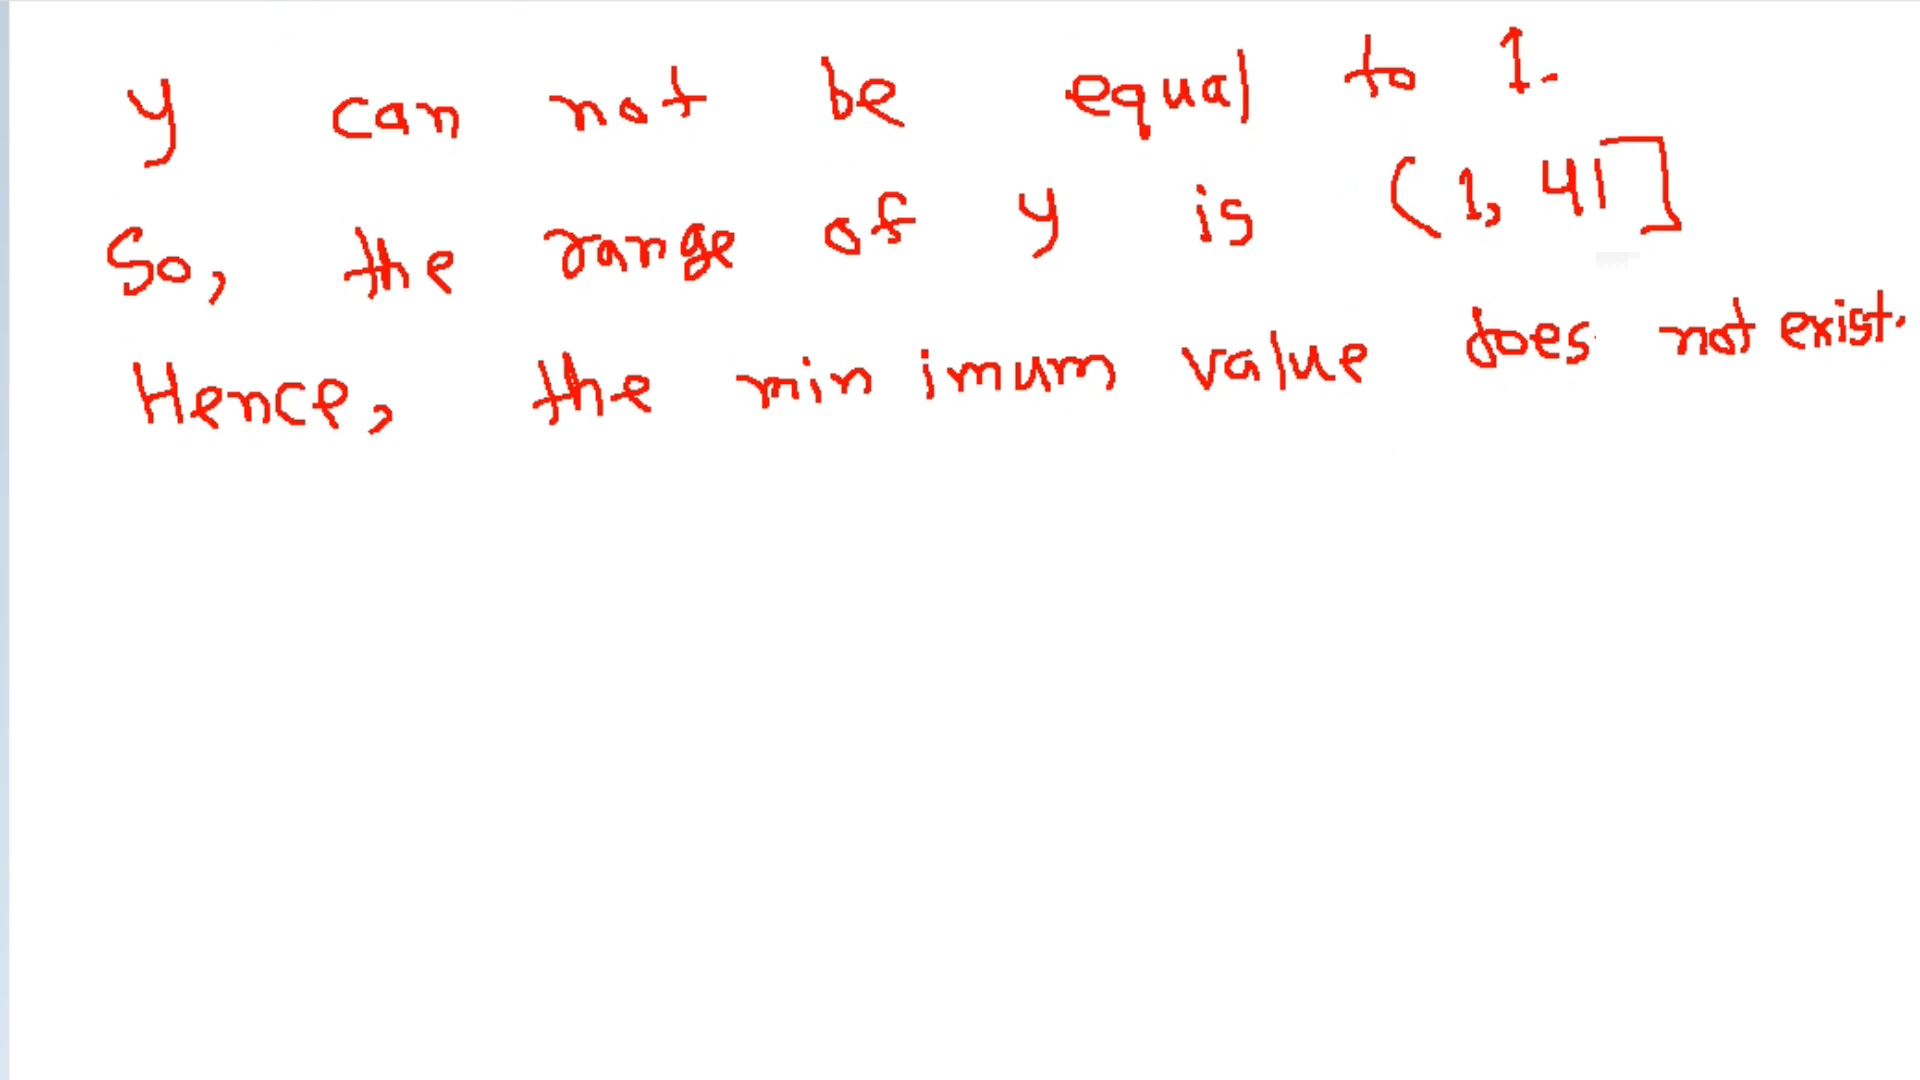 y can not be equal to 1.
So, the range of y is (1, 41]
Hence, the minimum value does not exist.